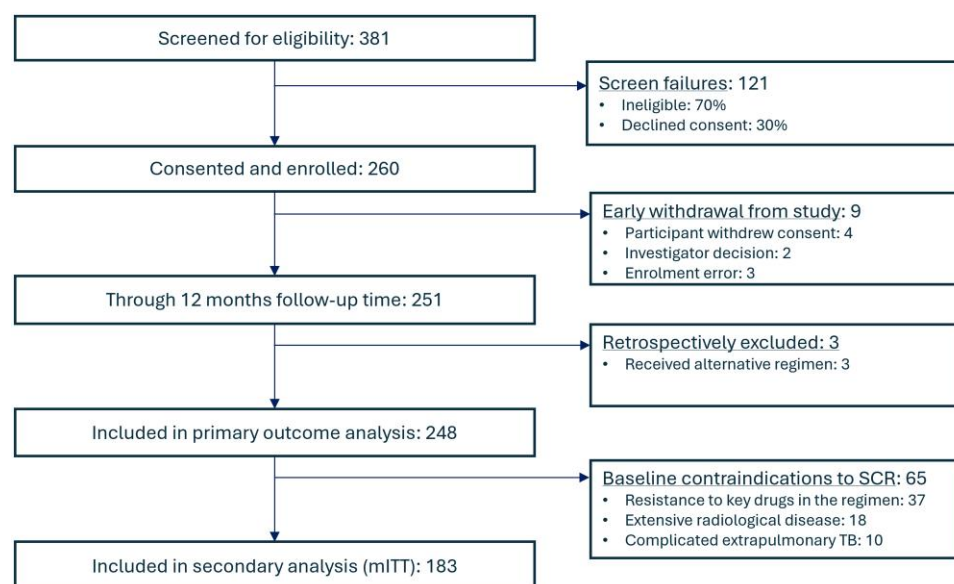 Screened for eligibility: 381
Screen failures: 121
• Ineligible: 70%
• Declined consent: 30%
Consented and enrolled: 260
Early withdrawal from study: 9
• Participant withdrew consent: 4
• Investigator decision: 2
• Enrolment error: 3
Through 12 months follow-up time: 251
Retrospectively excluded: 3
• Received alternative regimen: 3
Included in primary outcome analysis: 248
Baseline contraindications to SCR: 65
• Resistance to key drugs in the regimen: 37
• Extensive radiological disease: 18
• Complicated extrapulmonary TB: 10
Included in secondary analysis (mITT): 183